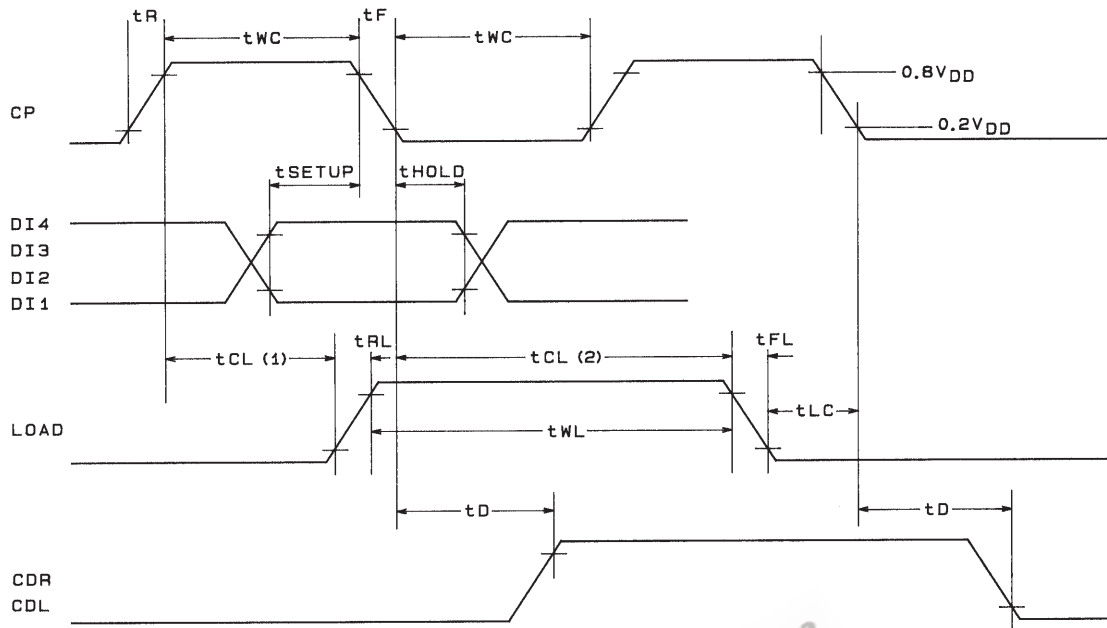 tR
tF
tWC
tWC
0.8VDD
CP
0.2VDD
tSETUP
tHOLD
DI4
DI3
DI2
DI1
tRL
tFL
tCL (1)
tCL (2)
tLC
LOAD
tWL
tD
tD
CDR
CDL